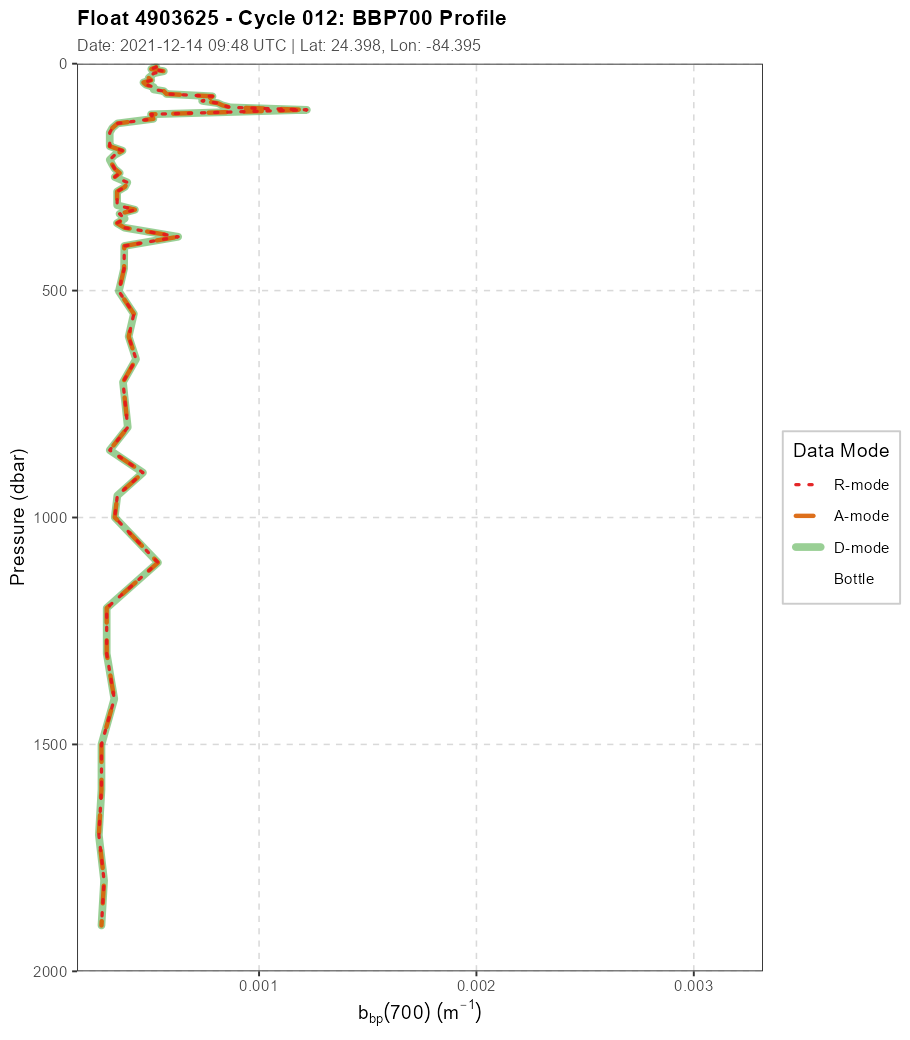 Float 4903625 - Cycle 012: BBP700 Profile
Date: 2021-12-14 09:48 UTC | Lat: 24.398, Lon: -84.395
0
500
1000
1500
2000
Pressure (dbar)
0.001
0.002
0.003
b_bp(700) (m⁻¹)
Data Mode
R-mode
A-mode
D-mode
Bottle